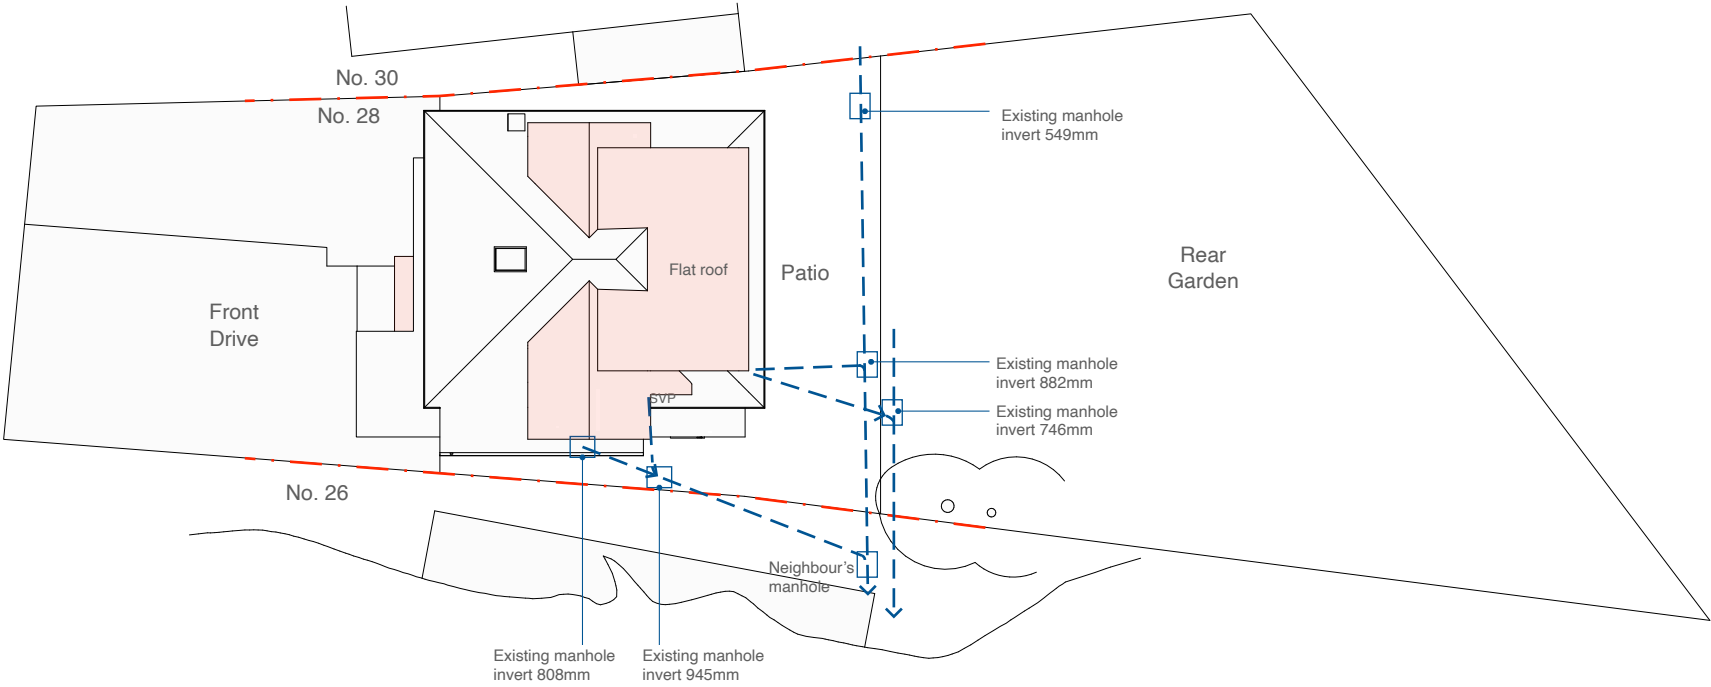 No. 30
No. 28
Existing manhole
invert 549mm
Rear
Garden
Flat roof
Patio
Front
Drive
Existing manhole
invert 882mm
SVP
Existing manhole
invert 746mm
No. 26
Neighbour's
manhole
Existing manhole
invert 808mm
Existing manhole
invert 945mm